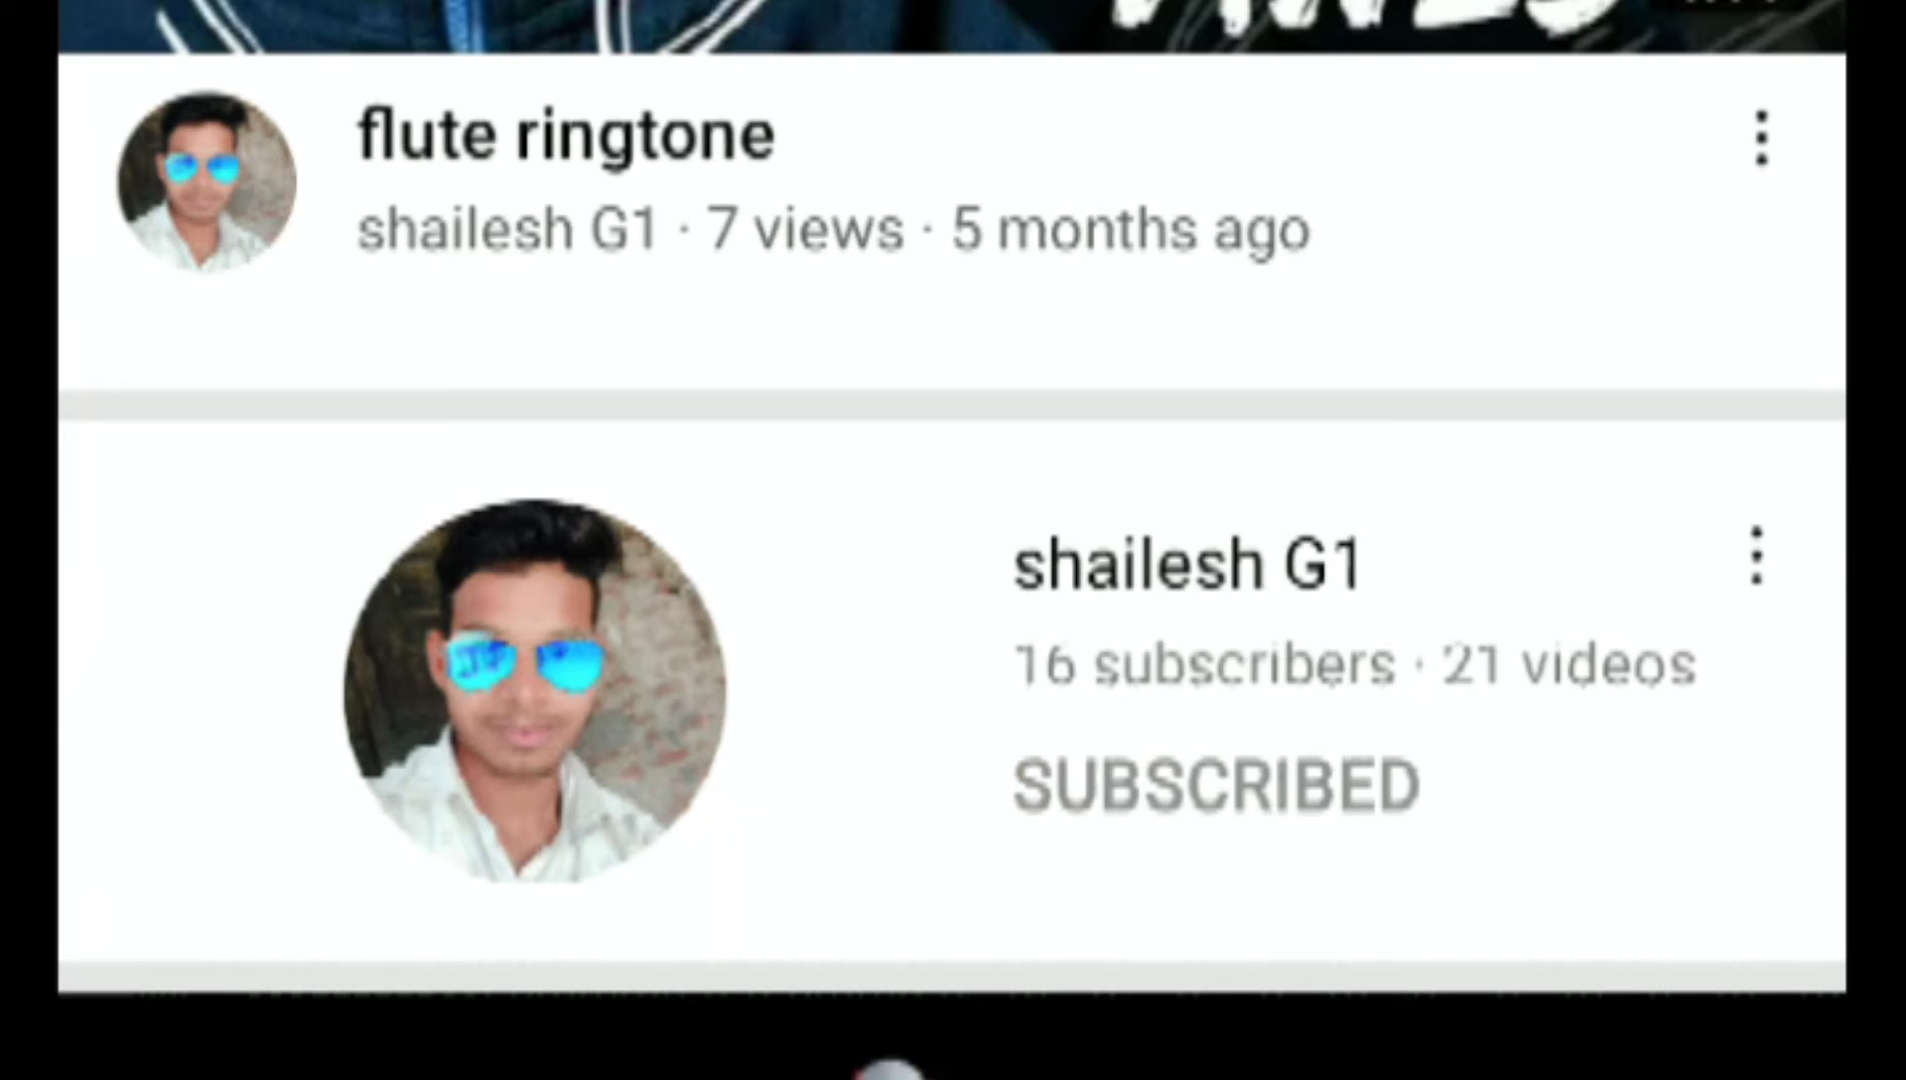 flute ringtone
shailesh G1 · 7 views · 5 months ago
shailesh G1
16 subscribers · 21 videos
SUBSCRIBED